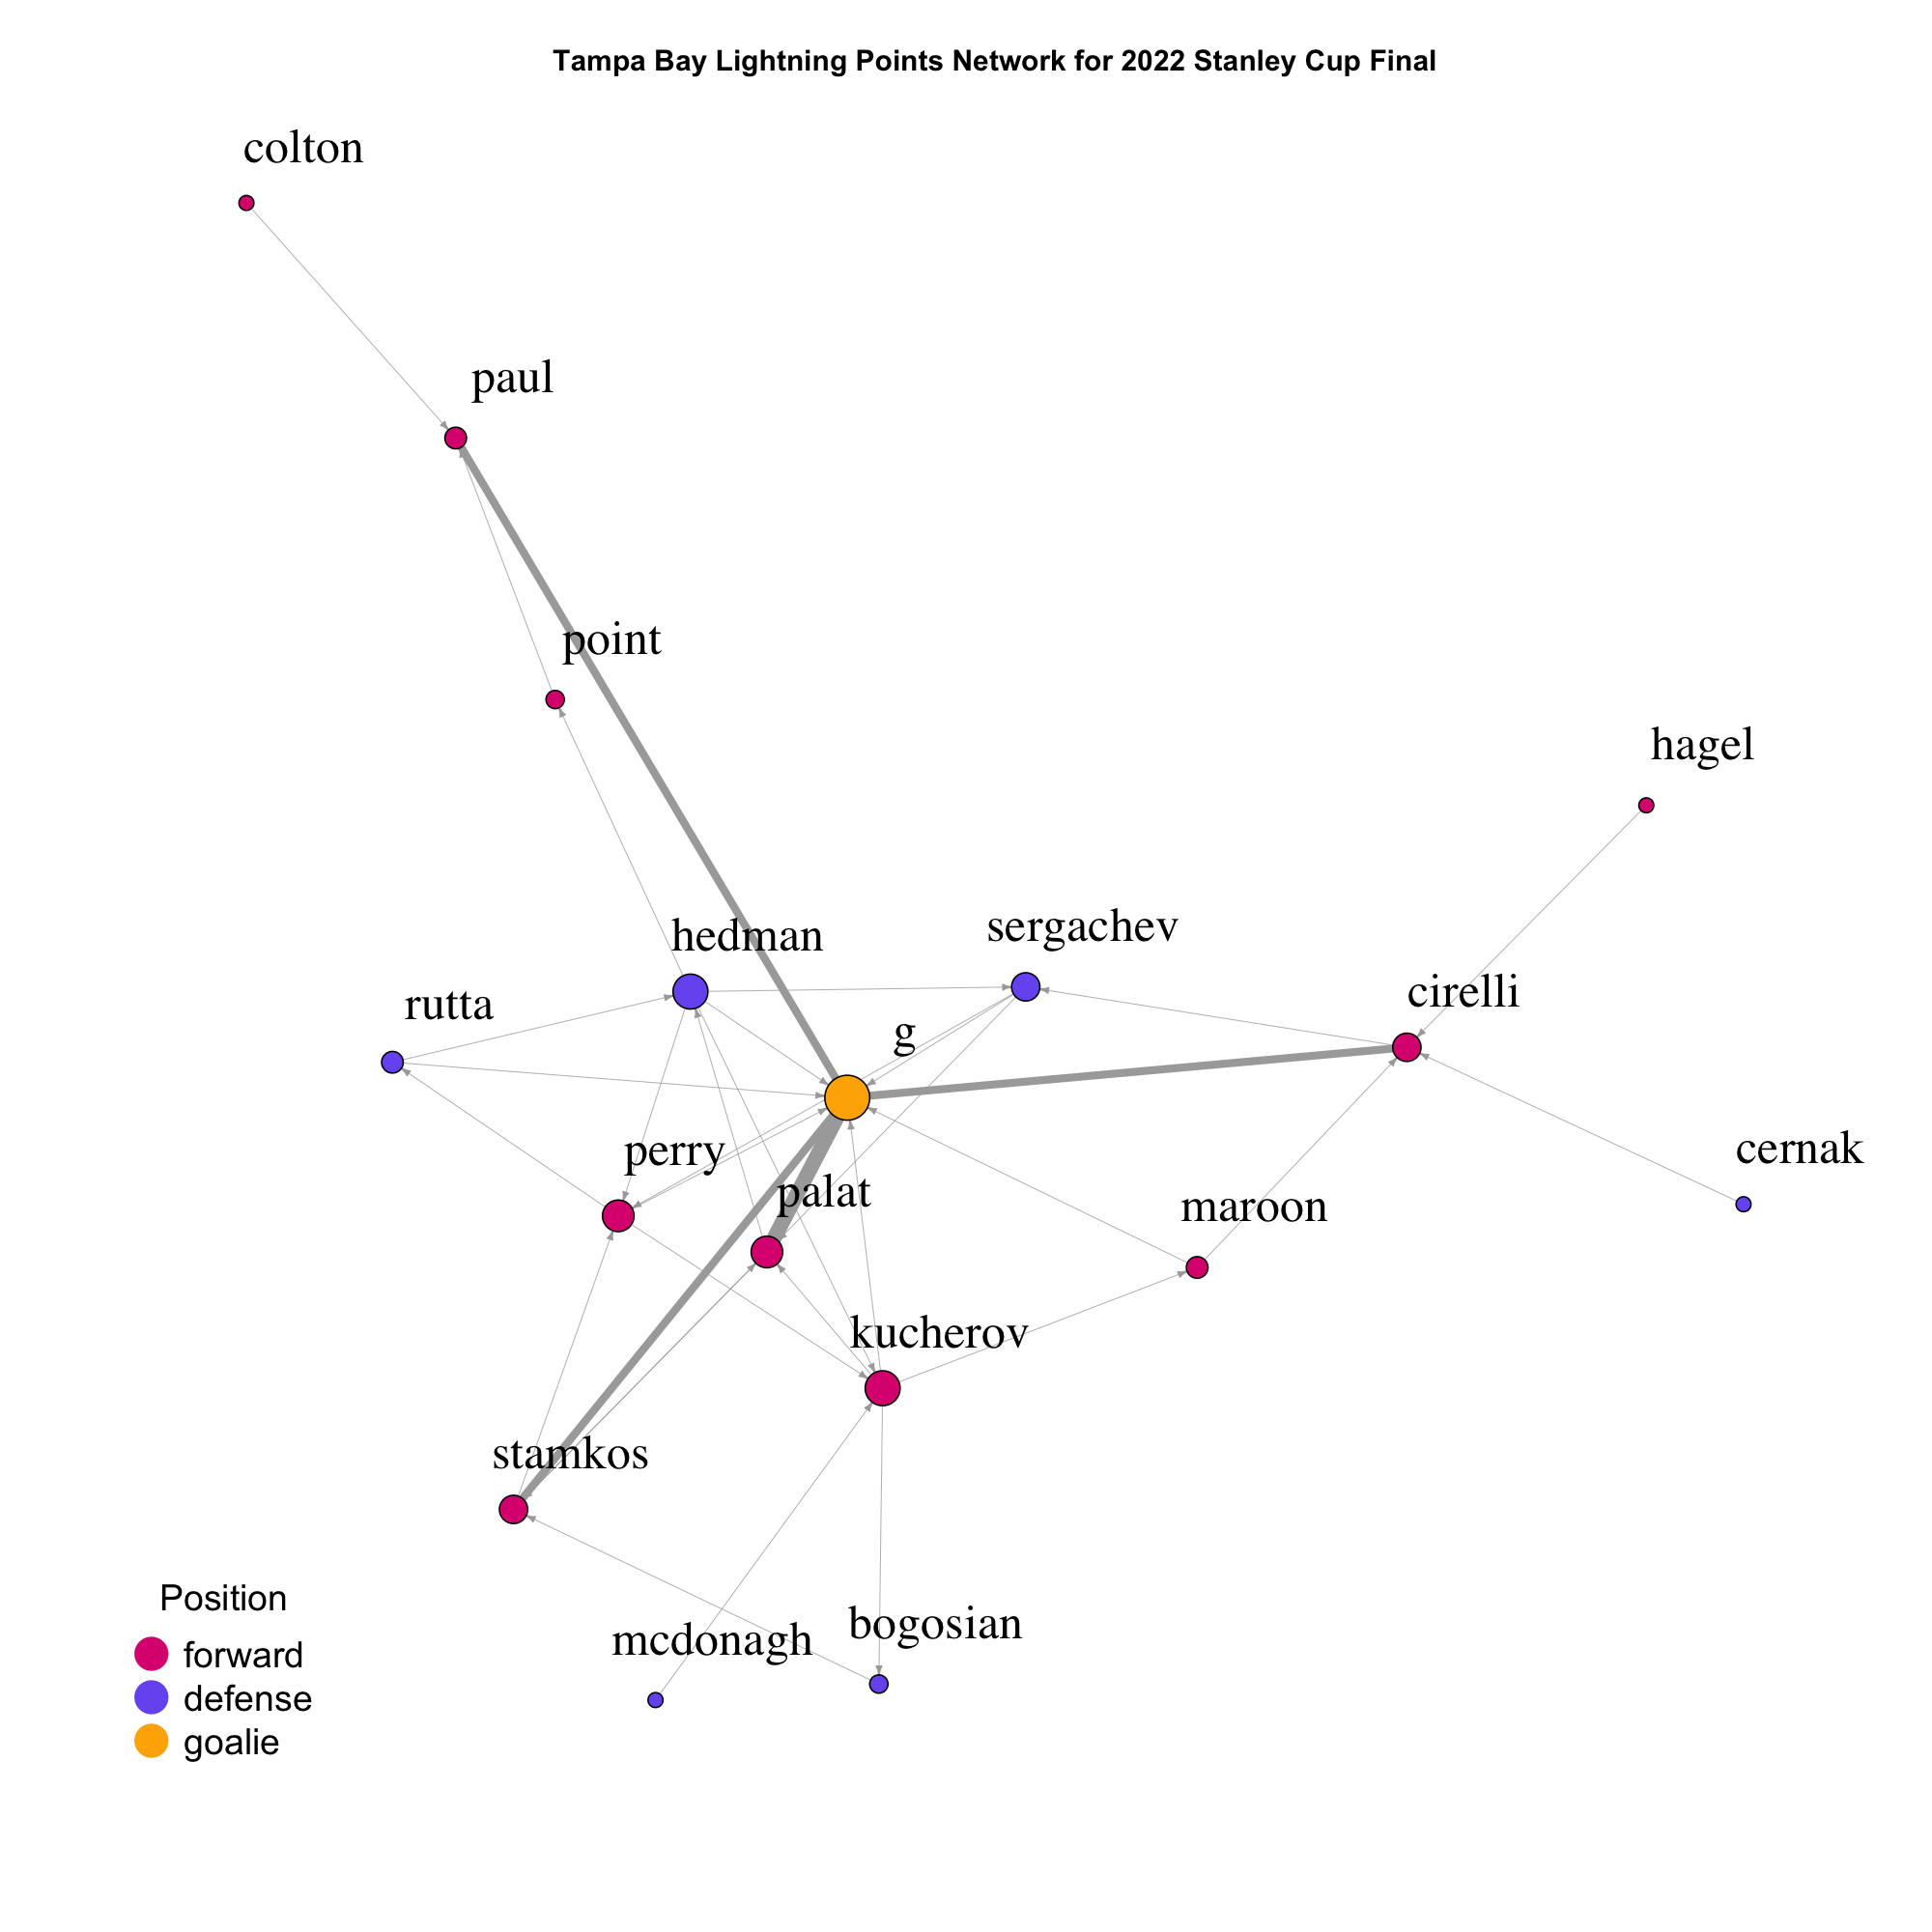 Tampa Bay Lightning Points Network for 2022 Stanley Cup Final
colton
paul
point
hagel
hedman
sergachev
cirelli
rutta
g
perry
cernak
palat
maroon
kucherov
stamkos
mcdonagh
bogosian
Position
forward
defense
goalie